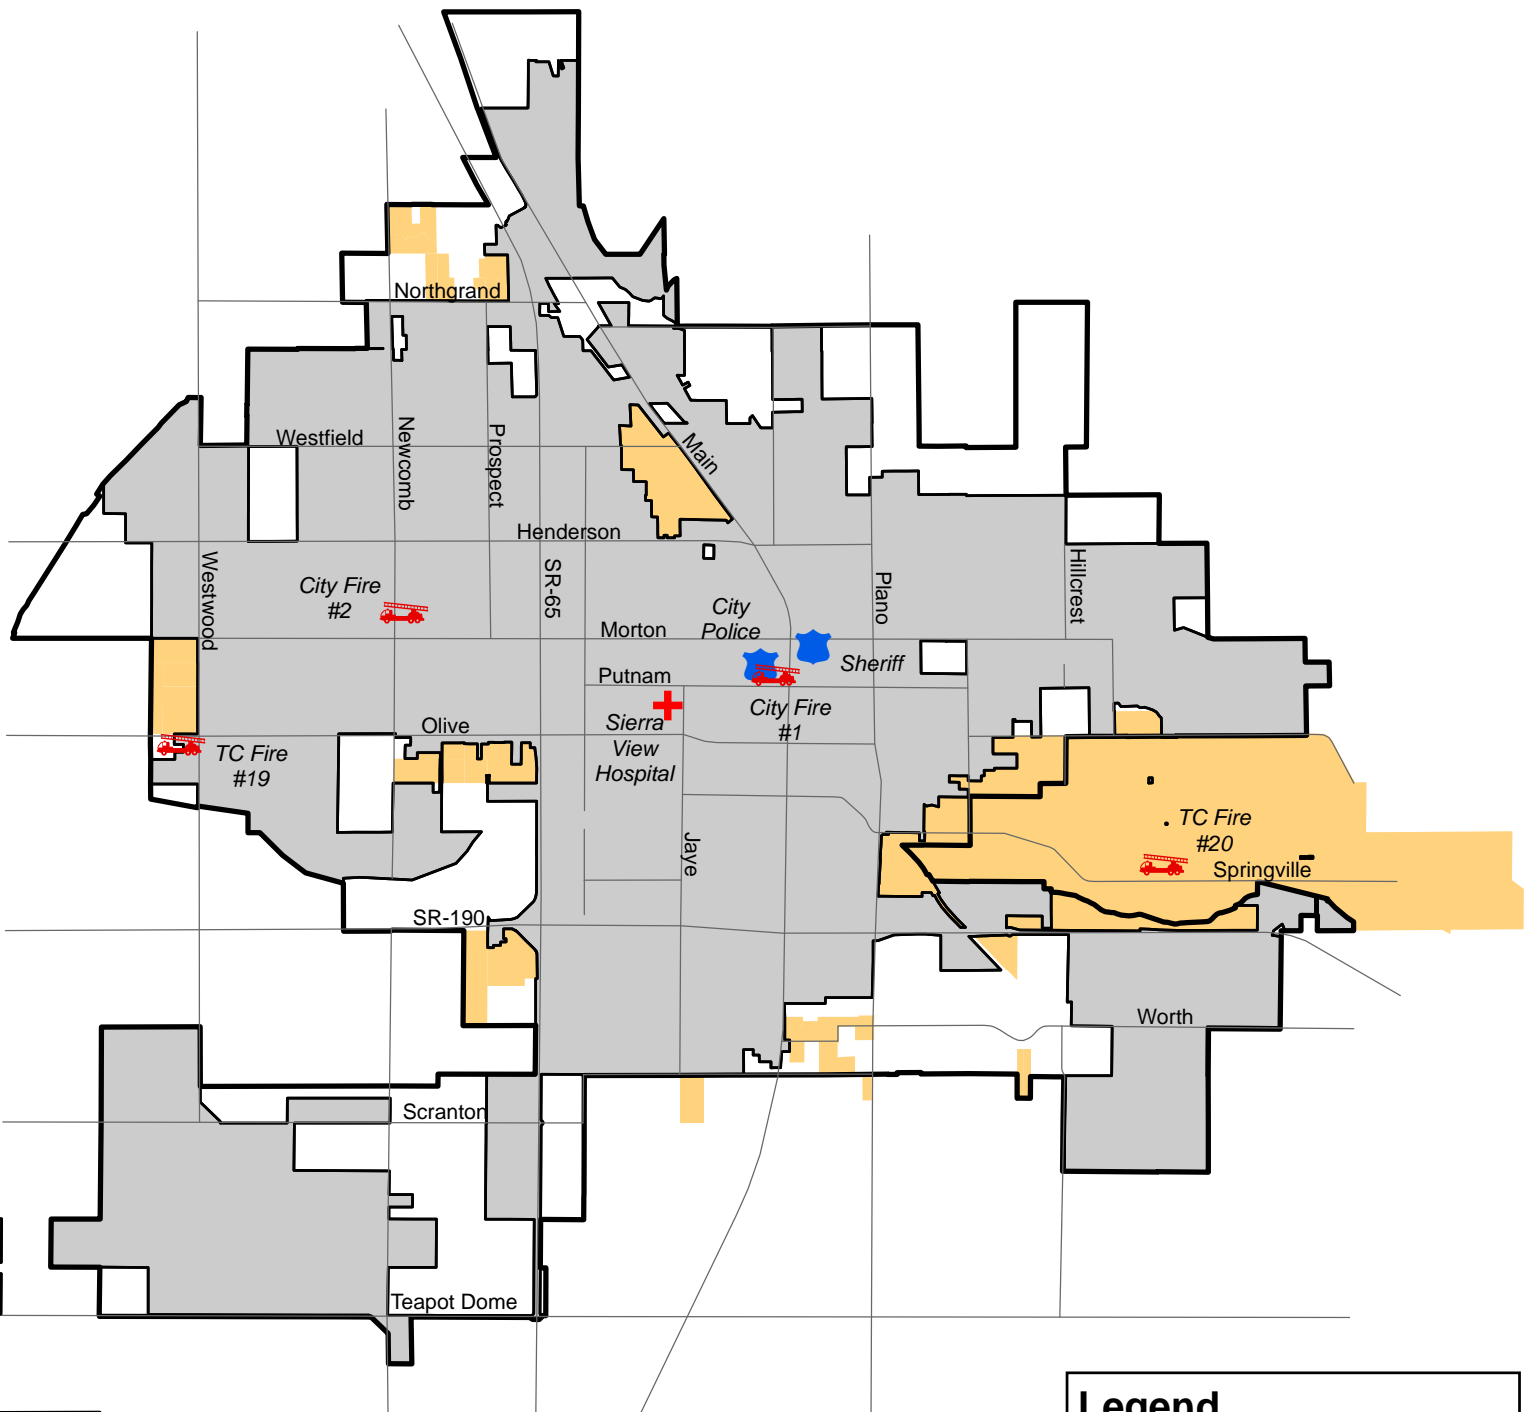 Northgrand
Westfield
Newcomb
Prospect
Main
Henderson
Westwood
City Fire
#2
SR-65
City
Police
Plano
Hillcrest
Morton
Sheriff
Putnam
City Fire
#1
Sierra
View
Hospital
Olive
TC Fire
#19
TC Fire
#20
Springville
Jaye
SR-190
Worth
Scranton
Teapot Dome
Legend